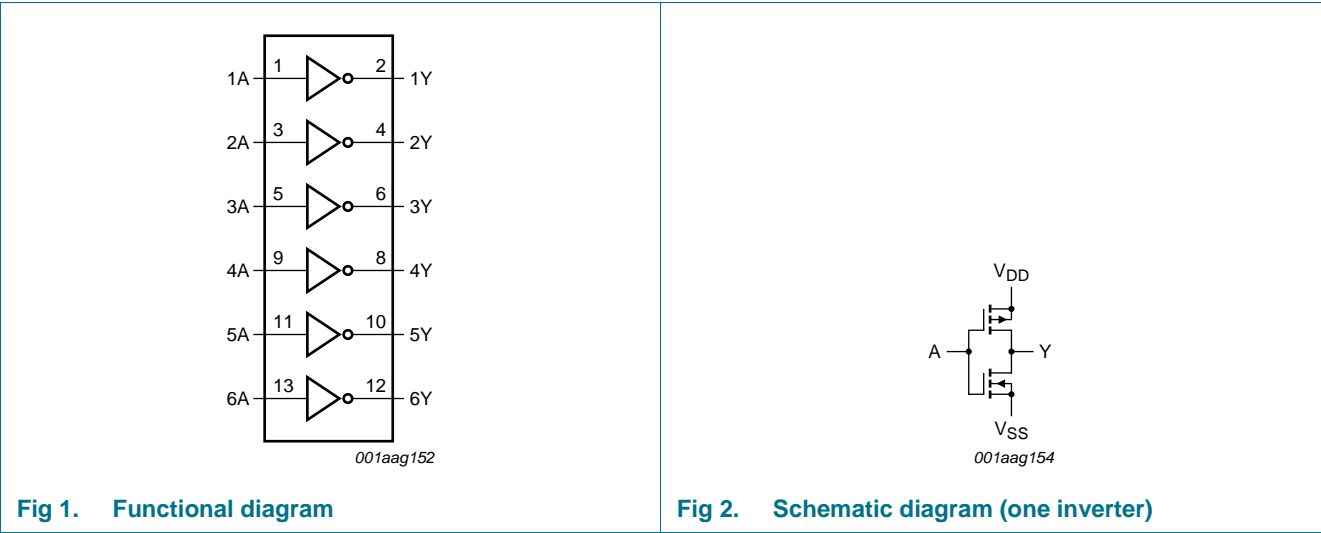 1A 1 2 1Y
2A 3 4 2Y
3A 5 6 3Y
4A 9 8 4Y
5A 11 10 5Y
6A 13 12 6Y
001aag152
Fig 1. Functional diagram
VDD
A Y
VSS
001aag154
Fig 2. Schematic diagram (one inverter)